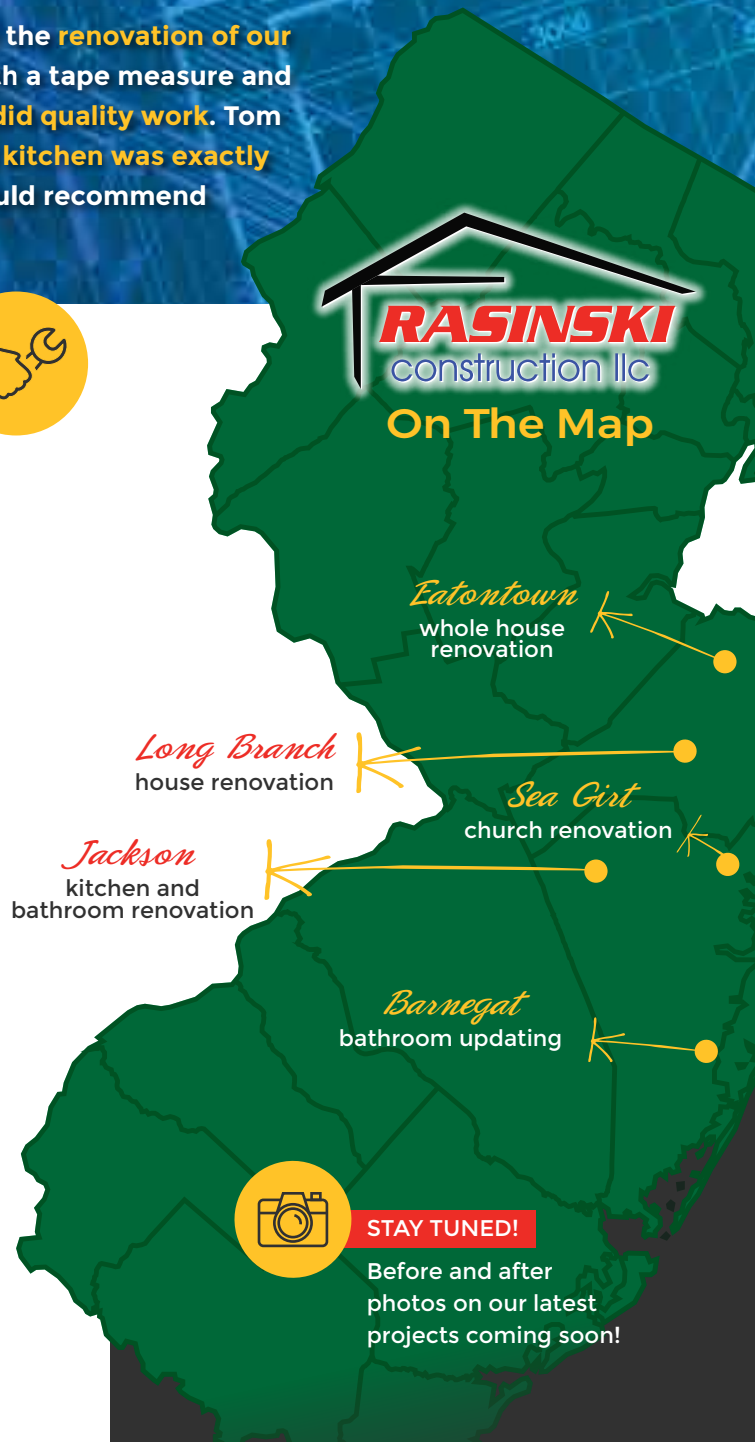 the renovation of our
a tape measure and
did quality work. Tom
kitchen was exactly
recommend
3000
RASINSKI
construction llc
On The Map
Eatontown
whole house
renovation
Long Branch
house renovation
Sea Girt
church renovation
Jackson
kitchen and
bathroom renovation
Barnegat
bathroom updating
STAY TUNED!
Before and after
photos on our latest
projects coming soon!